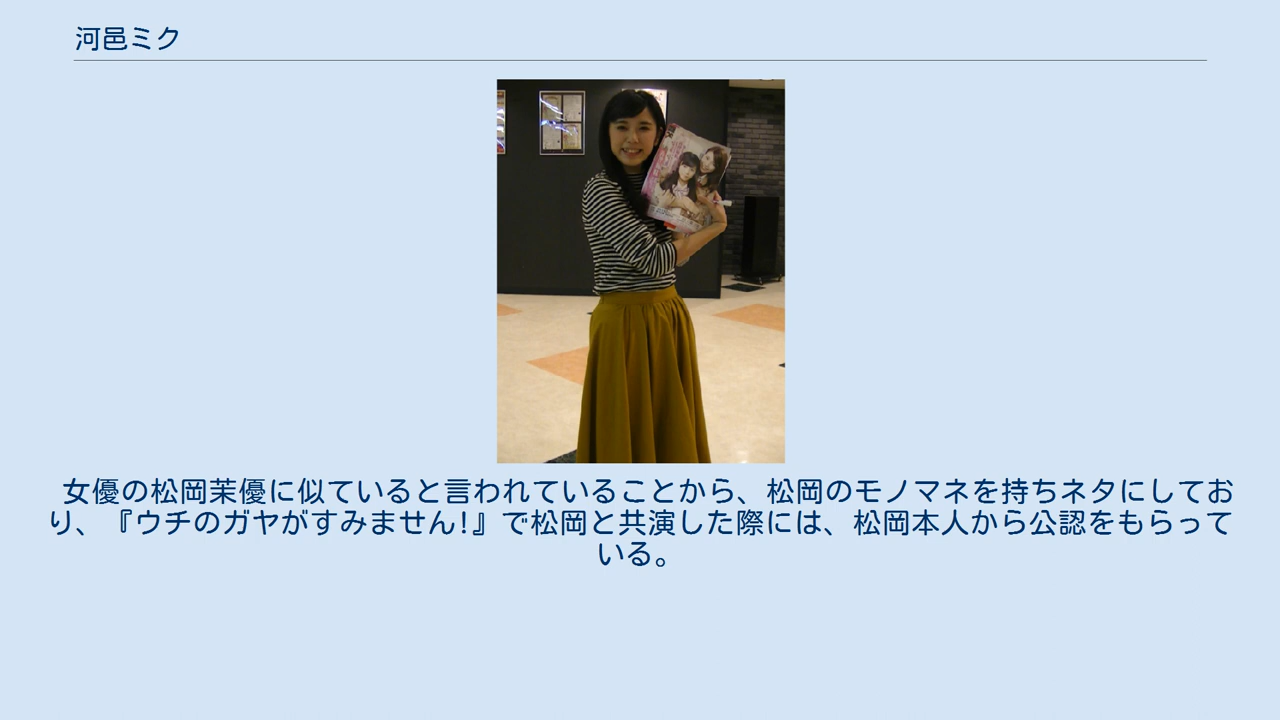 河邑ミク
女優の松岡茉優に似ていると言われていることから、松岡のモノマネを持ちネタにしてお
り、『ウチのガヤがすみません!』で松岡と共演した際には、松岡本人から公認をもらって
いる。